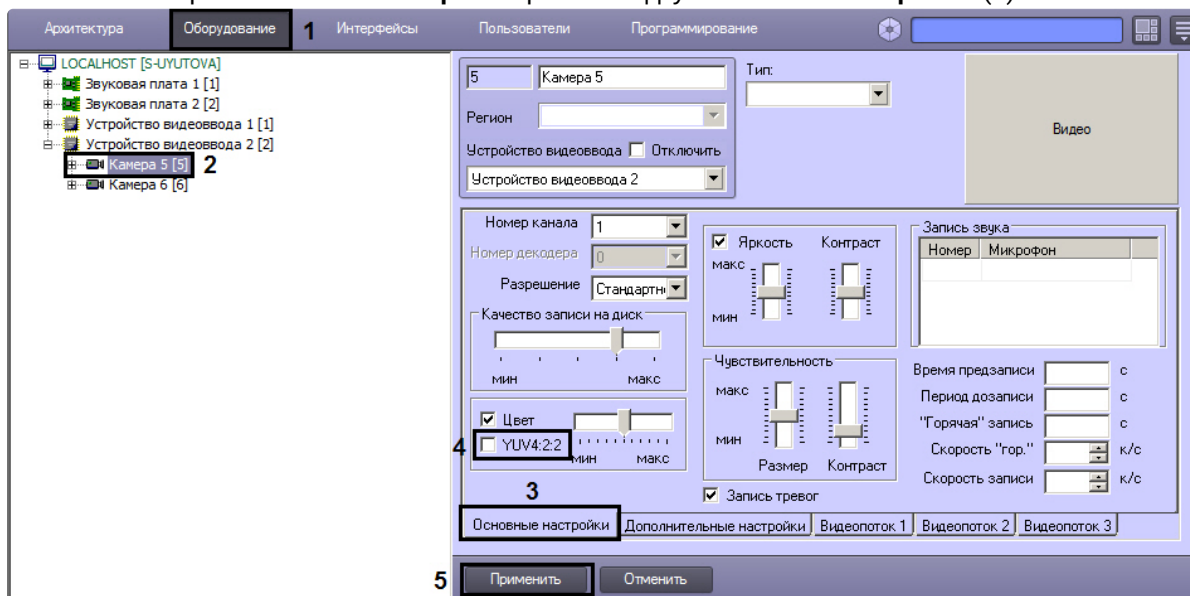 Архитектура Оборудование 1 Интерфейсы Пользователи Программирование
LOCALHOST [S-UYUTOVA]
Звуковая плата 1 [1]
Звуковая плата 2 [2]
Устройство видеоввода 1 [1]
Устройство видеоввода 2 [2]
Камера 5 [5] 2
Камера 6 [6]
5 Камера 5
Тип:
Регион
Устройство видеоввода Отключить
Устройство видеоввода 2
Видео
Номер канала 1
Номер декодера 0
Разрешение Стандартн
Качество записи на диск
мин макс
Цвет
4 YUV4:2:2
мин макс
Яркость Контраст
макс
мин
Чувствительность
макс
мин
Размер Контраст
Запись тревог
Запись звука
Номер Микрофон
Время предзаписи с
Период дозаписи с
"Горячая" запись с
Скорость "гор." к/с
Скорость записи к/с
3
Основные настройки Дополнительные настройки Видеопоток 1 Видеопоток 2 Видеопоток 3
5 Применить Отменить